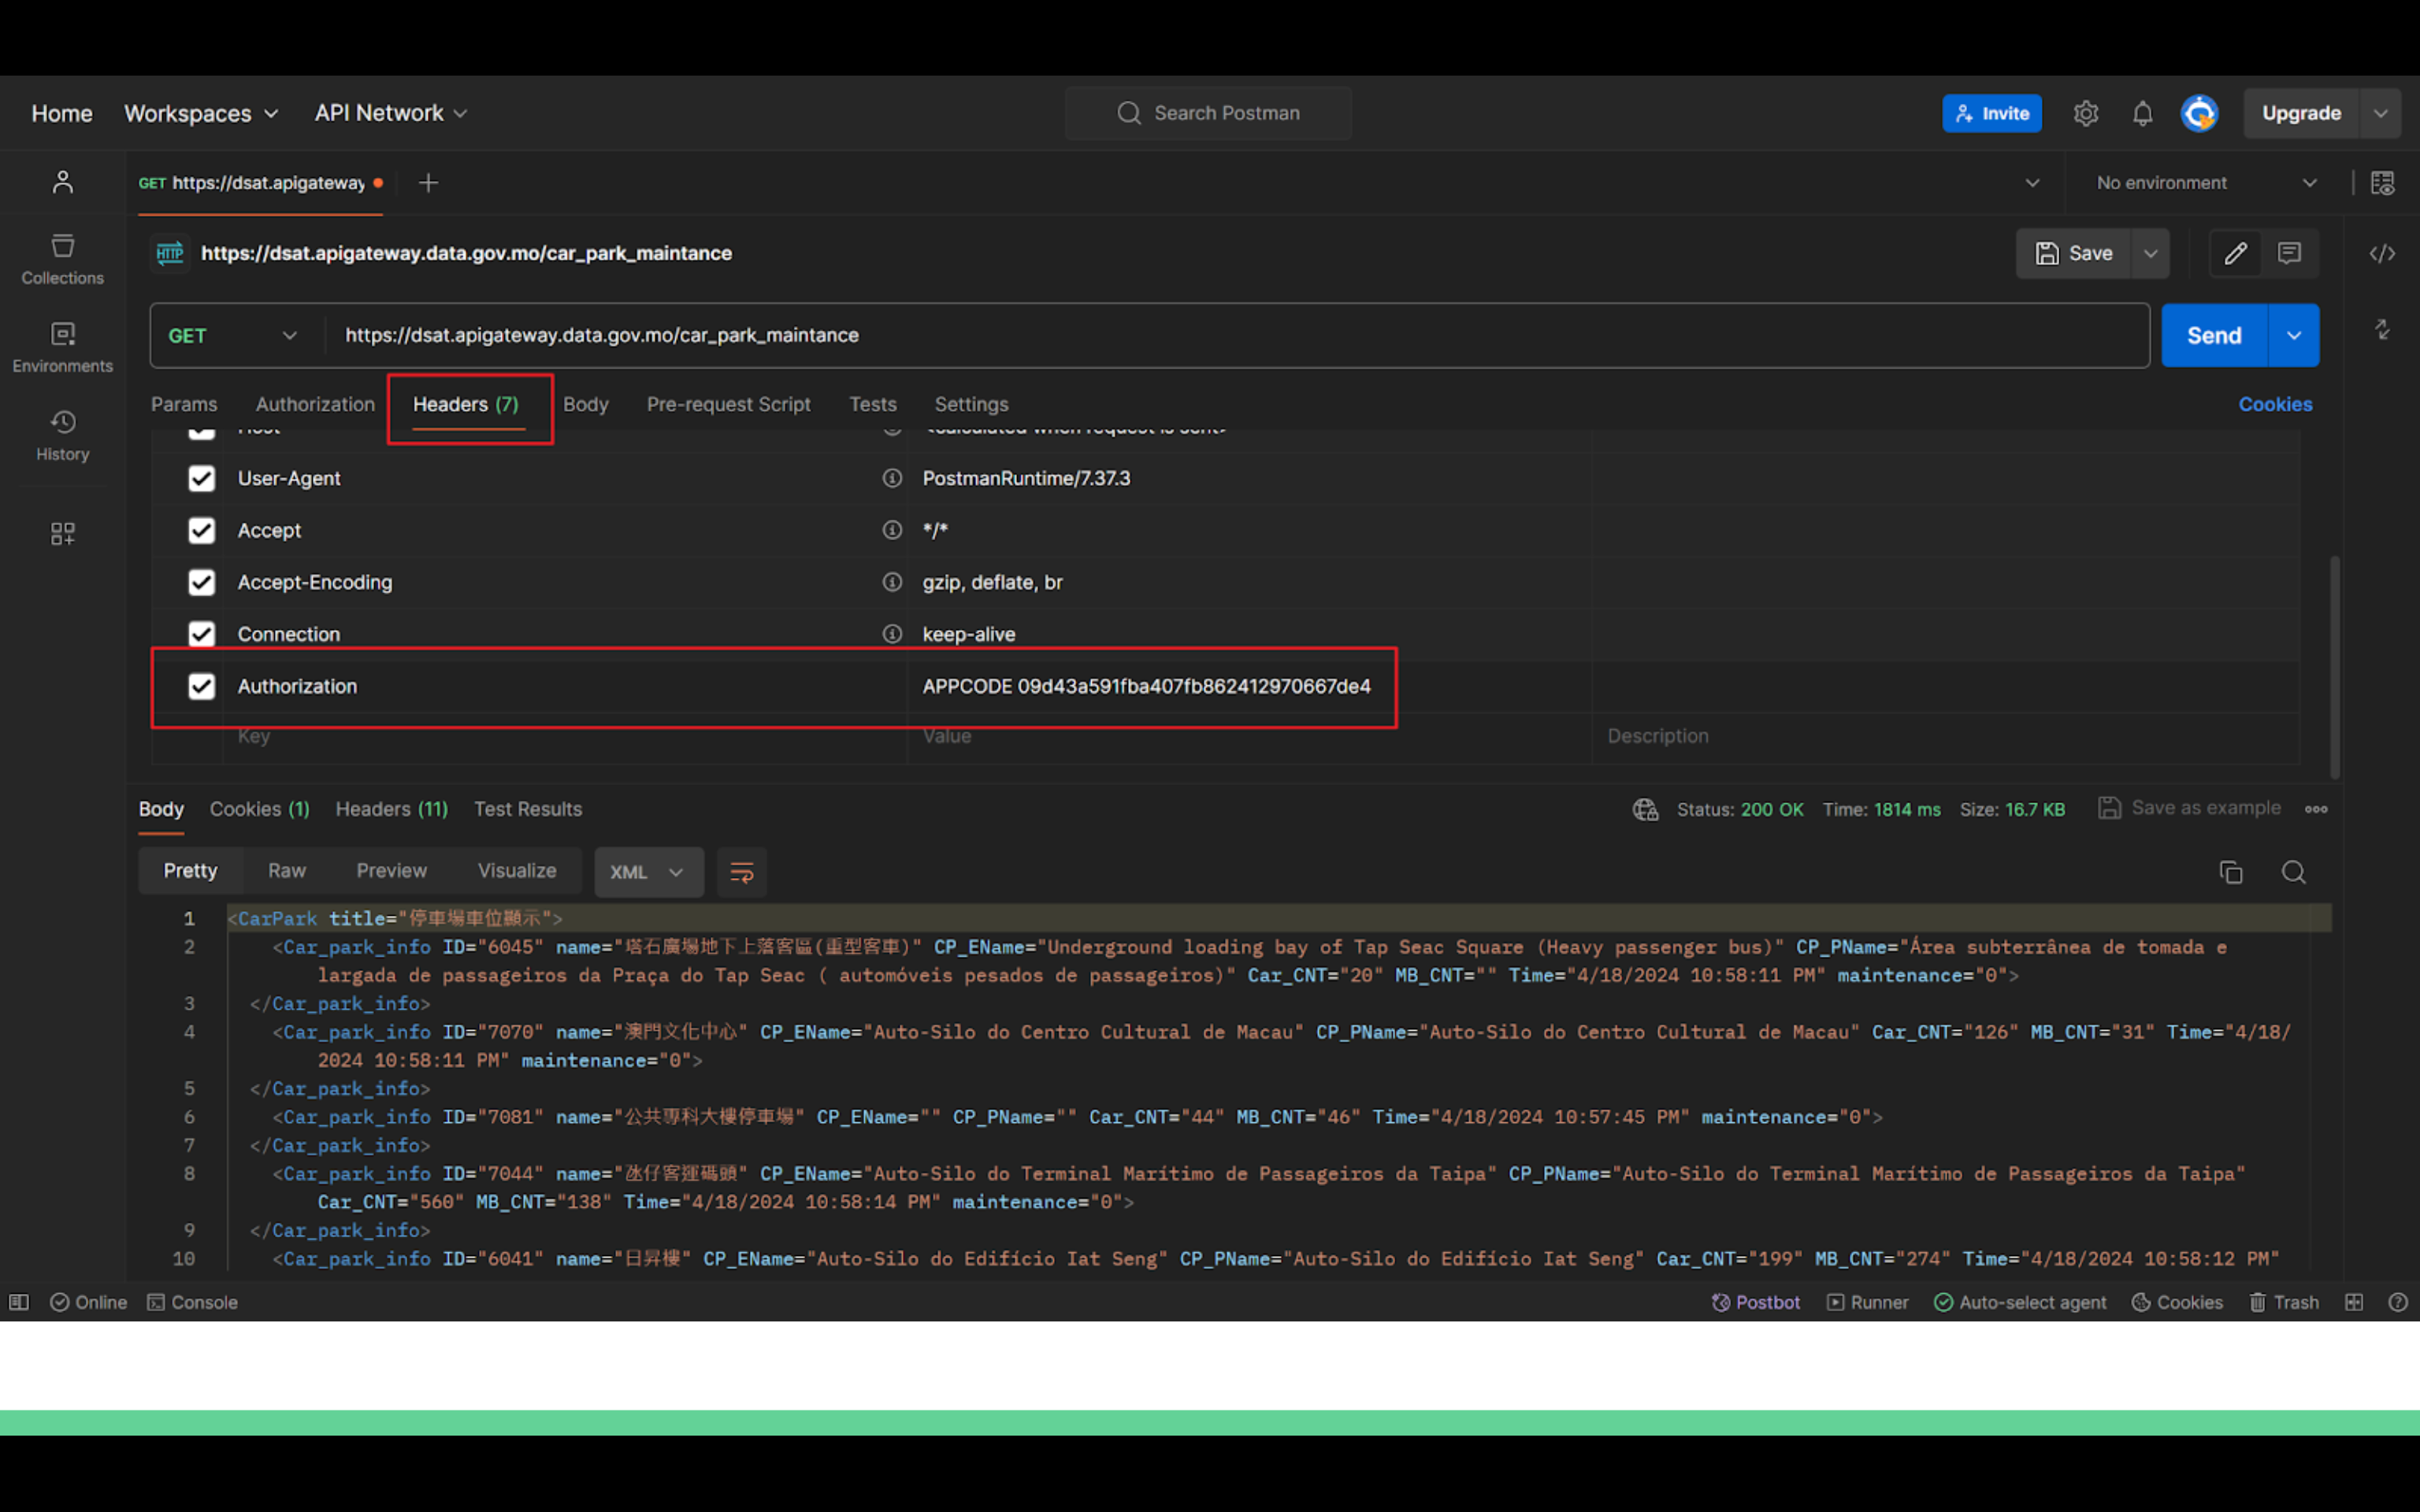 Home Workspaces API Network Search Postman Invite Upgrade
GET https://dsat.apigateway No environment
HTTP https://dsat.apigateway.data.gov.mo/car_park_maintance Save
Collections
GET https://dsat.apigateway.data.gov.mo/car_park_maintance Send
Environments
Params Authorization Headers (7) Body Pre-request Script Tests Settings Cookies
Host <calculated when request is sent>
History
User-Agent PostmanRuntime/7.37.3
Accept */*
Accept-Encoding gzip, deflate, br
Connection keep-alive
Authorization APPCODE 09d43a591fba407fb862412970667de4
Key Value Description
Body Cookies (1) Headers (11) Test Results Status: 200 OK Time: 1814 ms Size: 16.7 KB Save as example
Pretty Raw Preview Visualize XML
1 <CarPark title="停車場車位顯示">
2 <Car_park_info ID="6045" name="塔石廣場地下上落客區(重型客車)" CP_EName="Underground loading bay of Tap Seac Square (Heavy passenger bus)" CP_PName="Área subterrânea de tomada e
largada de passageiros da Praça do Tap Seac ( automóveis pesados de passageiros)" Car_CNT="20" MB_CNT="" Time="4/18/2024 10:58:11 PM" maintenance="0">
3 </Car_park_info>
4 <Car_park_info ID="7070" name="澳門文化中心" CP_EName="Auto-Silo do Centro Cultural de Macau" CP_PName="Auto-Silo do Centro Cultural de Macau" Car_CNT="126" MB_CNT="31" Time="4/18/
2024 10:58:11 PM" maintenance="0">
5 </Car_park_info>
6 <Car_park_info ID="7081" name="公共專科大樓停車場" CP_EName="" CP_PName="" Car_CNT="44" MB_CNT="46" Time="4/18/2024 10:57:45 PM" maintenance="0">
7 </Car_park_info>
8 <Car_park_info ID="7044" name="氹仔客運碼頭" CP_EName="Auto-Silo do Terminal Marítimo de Passageiros da Taipa" CP_PName="Auto-Silo do Terminal Marítimo de Passageiros da Taipa"
Car_CNT="560" MB_CNT="138" Time="4/18/2024 10:58:14 PM" maintenance="0">
9 </Car_park_info>
10 <Car_park_info ID="6041" name="日昇樓" CP_EName="Auto-Silo do Edifício Iat Seng" CP_PName="Auto-Silo do Edifício Iat Seng" Car_CNT="199" MB_CNT="274" Time="4/18/2024 10:58:12 PM"
Online Console Postbot Runner Auto-select agent Cookies Trash